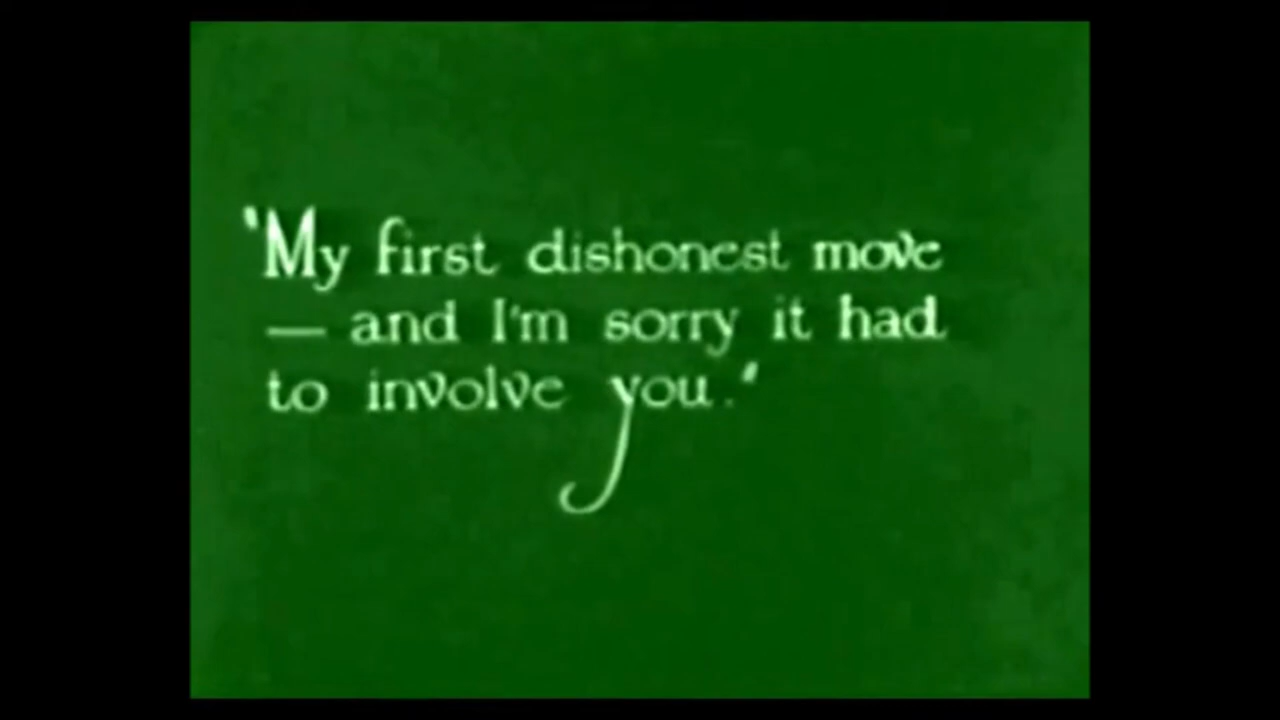 "My first dishonest move
— and I'm sorry it had
to involve you."